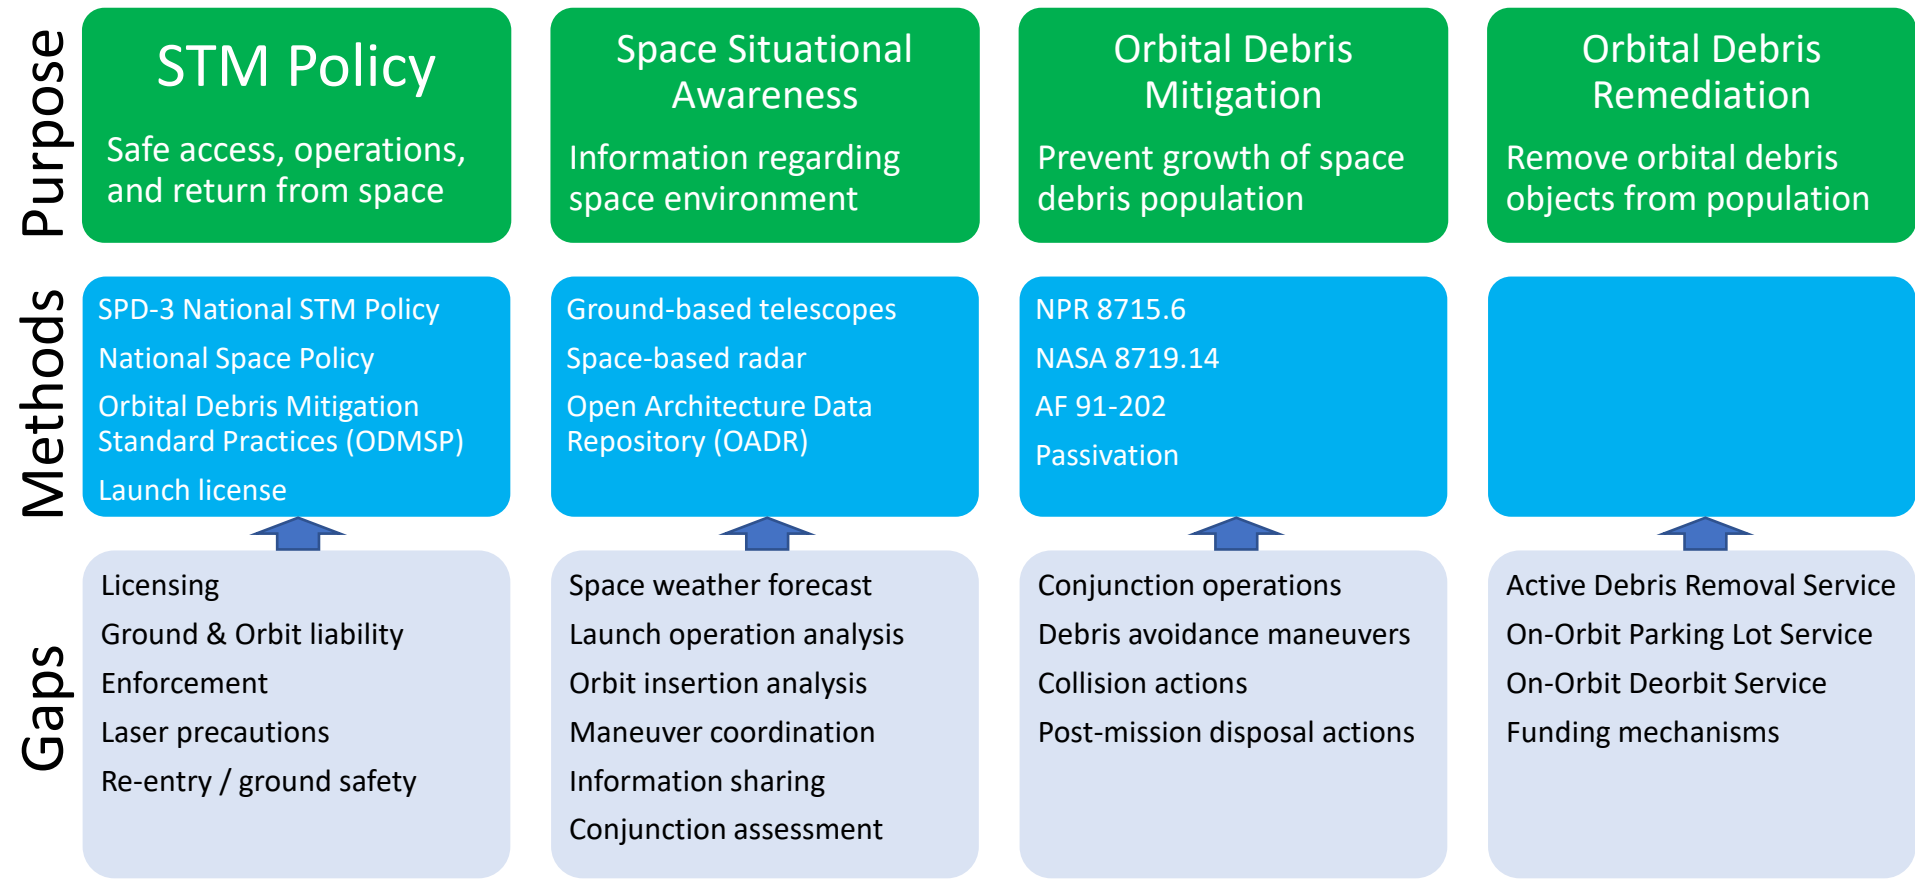 Purpose
STM Policy
Safe access, operations,
and return from space
Space Situational
Awareness
Information regarding
space environment
Orbital Debris
Mitigation
Prevent growth of space
debris population
Orbital Debris
Remediation
Remove orbital debris
objects from population
Methods
SPD-3 National STM Policy
National Space Policy
Orbital Debris Mitigation
Standard Practices (ODMSP)
Launch license
Ground-based telescopes
Space-based radar
Open Architecture Data
Repository (OADR)
NPR 8715.6
NASA 8719.14
AF 91-202
Passivation
Gaps
Licensing
Ground & Orbit liability
Enforcement
Laser precautions
Re-entry / ground safety
Space weather forecast
Launch operation analysis
Orbit insertion analysis
Maneuver coordination
Information sharing
Conjunction assessment
Conjunction operations
Debris avoidance maneuvers
Collision actions
Post-mission disposal actions
Active Debris Removal Service
On-Orbit Parking Lot Service
On-Orbit Deorbit Service
Funding mechanisms